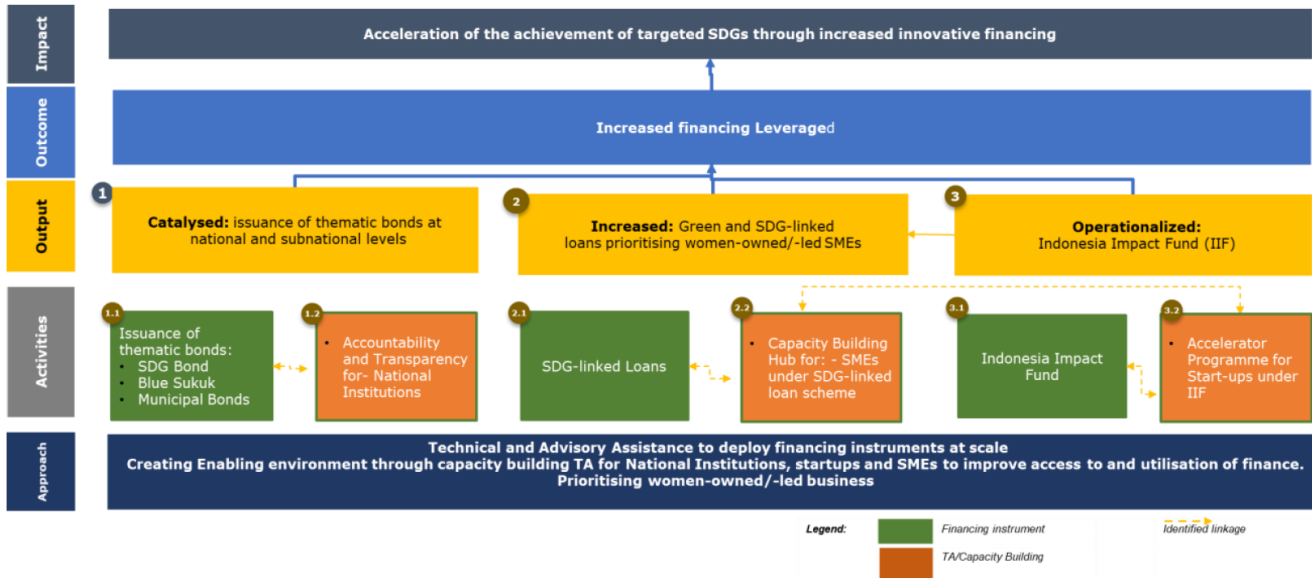 Impact
Acceleration of the achievement of targeted SDGs through increased innovative financing
Outcome
Increased financing Leveraged
Output
1
Catalysed: issuance of thematic bonds at
national and subnational levels
2
Increased: Green and SDG-linked
loans prioritising women-owned/-led SMEs
3
Operationalized:
Indonesia Impact Fund (IIF)
Activities
1.1
Issuance of
thematic bonds:
• SDG Bond
• Blue Sukuk
• Municipal Bonds
1.2
• Accountability
and Transparency
for- National
Institutions
2.1
SDG-linked Loans
2.2
• Capacity Building
Hub for: - SMEs
under SDG-linked
loan scheme
3.1
Indonesia Impact
Fund
3.2
• Accelerator
Programme for
Start-ups under
IIF
Approach
Technical and Advisory Assistance to deploy financing instruments at scale
Creating Enabling environment through capacity building TA for National Institutions, startups and SMEs to improve access to and utilisation of finance.
Prioritising women-owned/-led business
Legend:
Financing instrument
Identified linkage
TA/Capacity Building